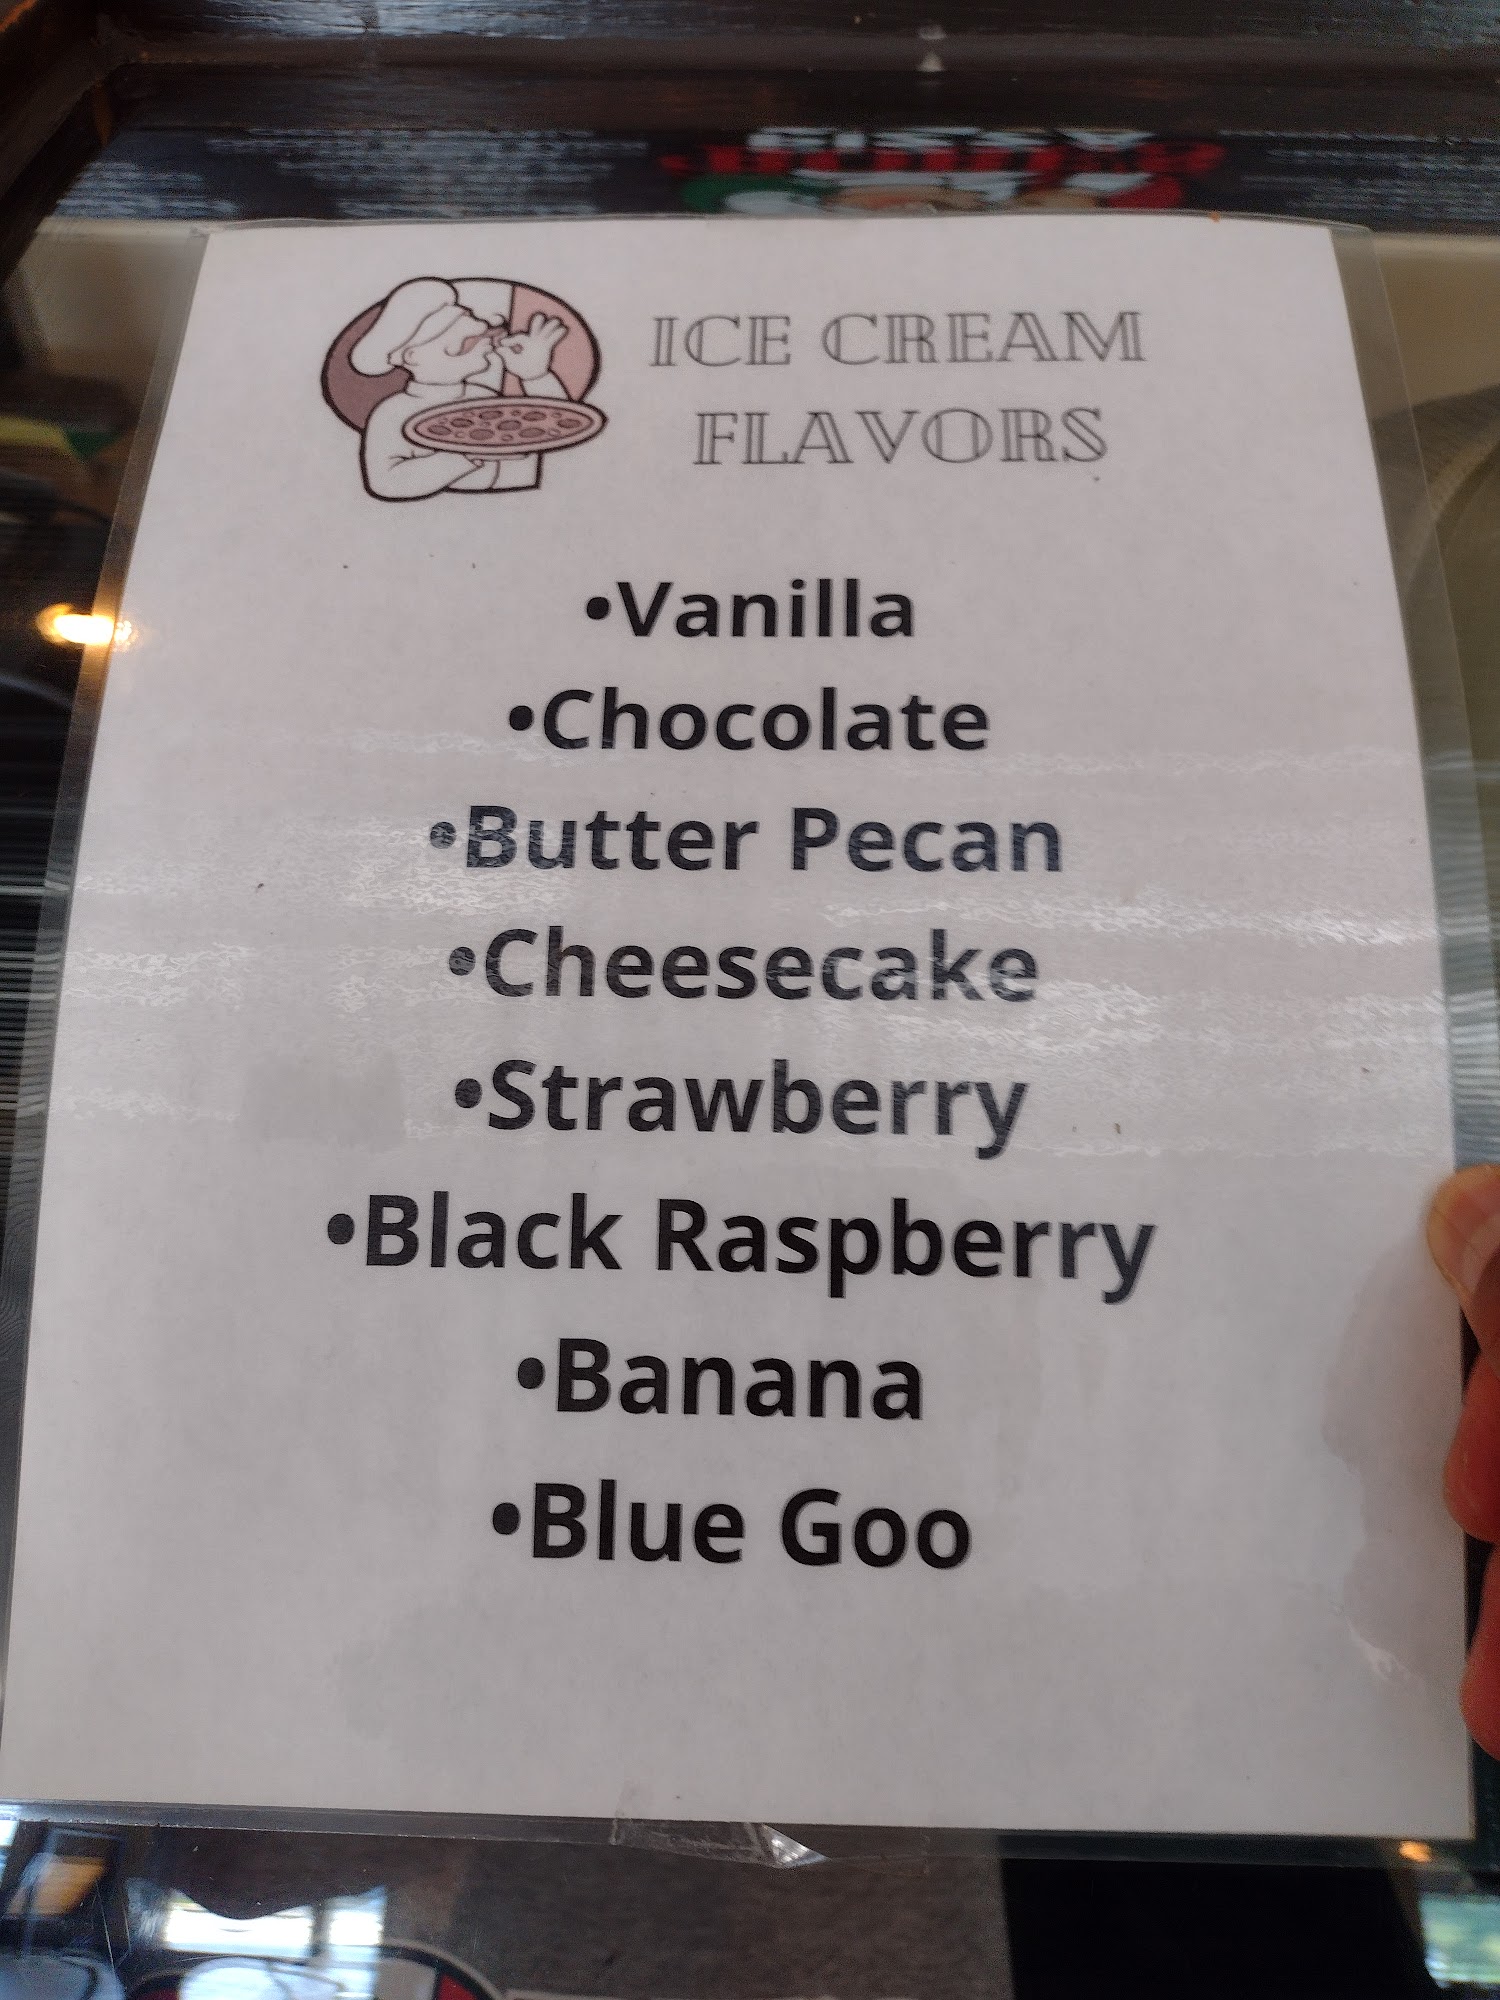 ICE CREAM
FLAVORS
•Vanilla
•Chocolate
•Butter Pecan
•Cheesecake
•Strawberry
•Black Raspberry
•Banana
•Blue Goo